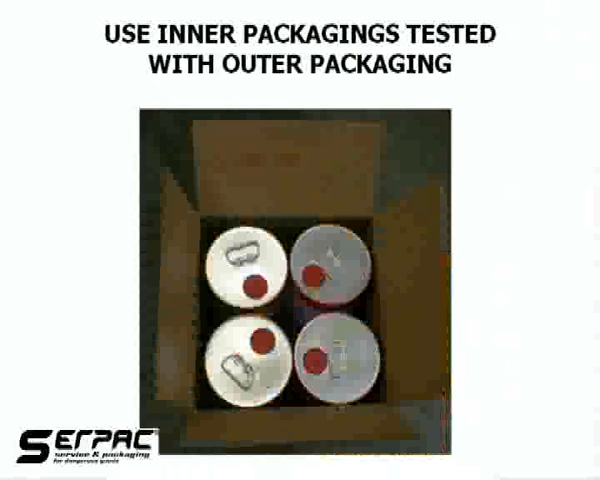 USE INNER PACKAGINGS TESTED
WITH OUTER PACKAGING
SERPAC
service & packaging
for dangerous goods